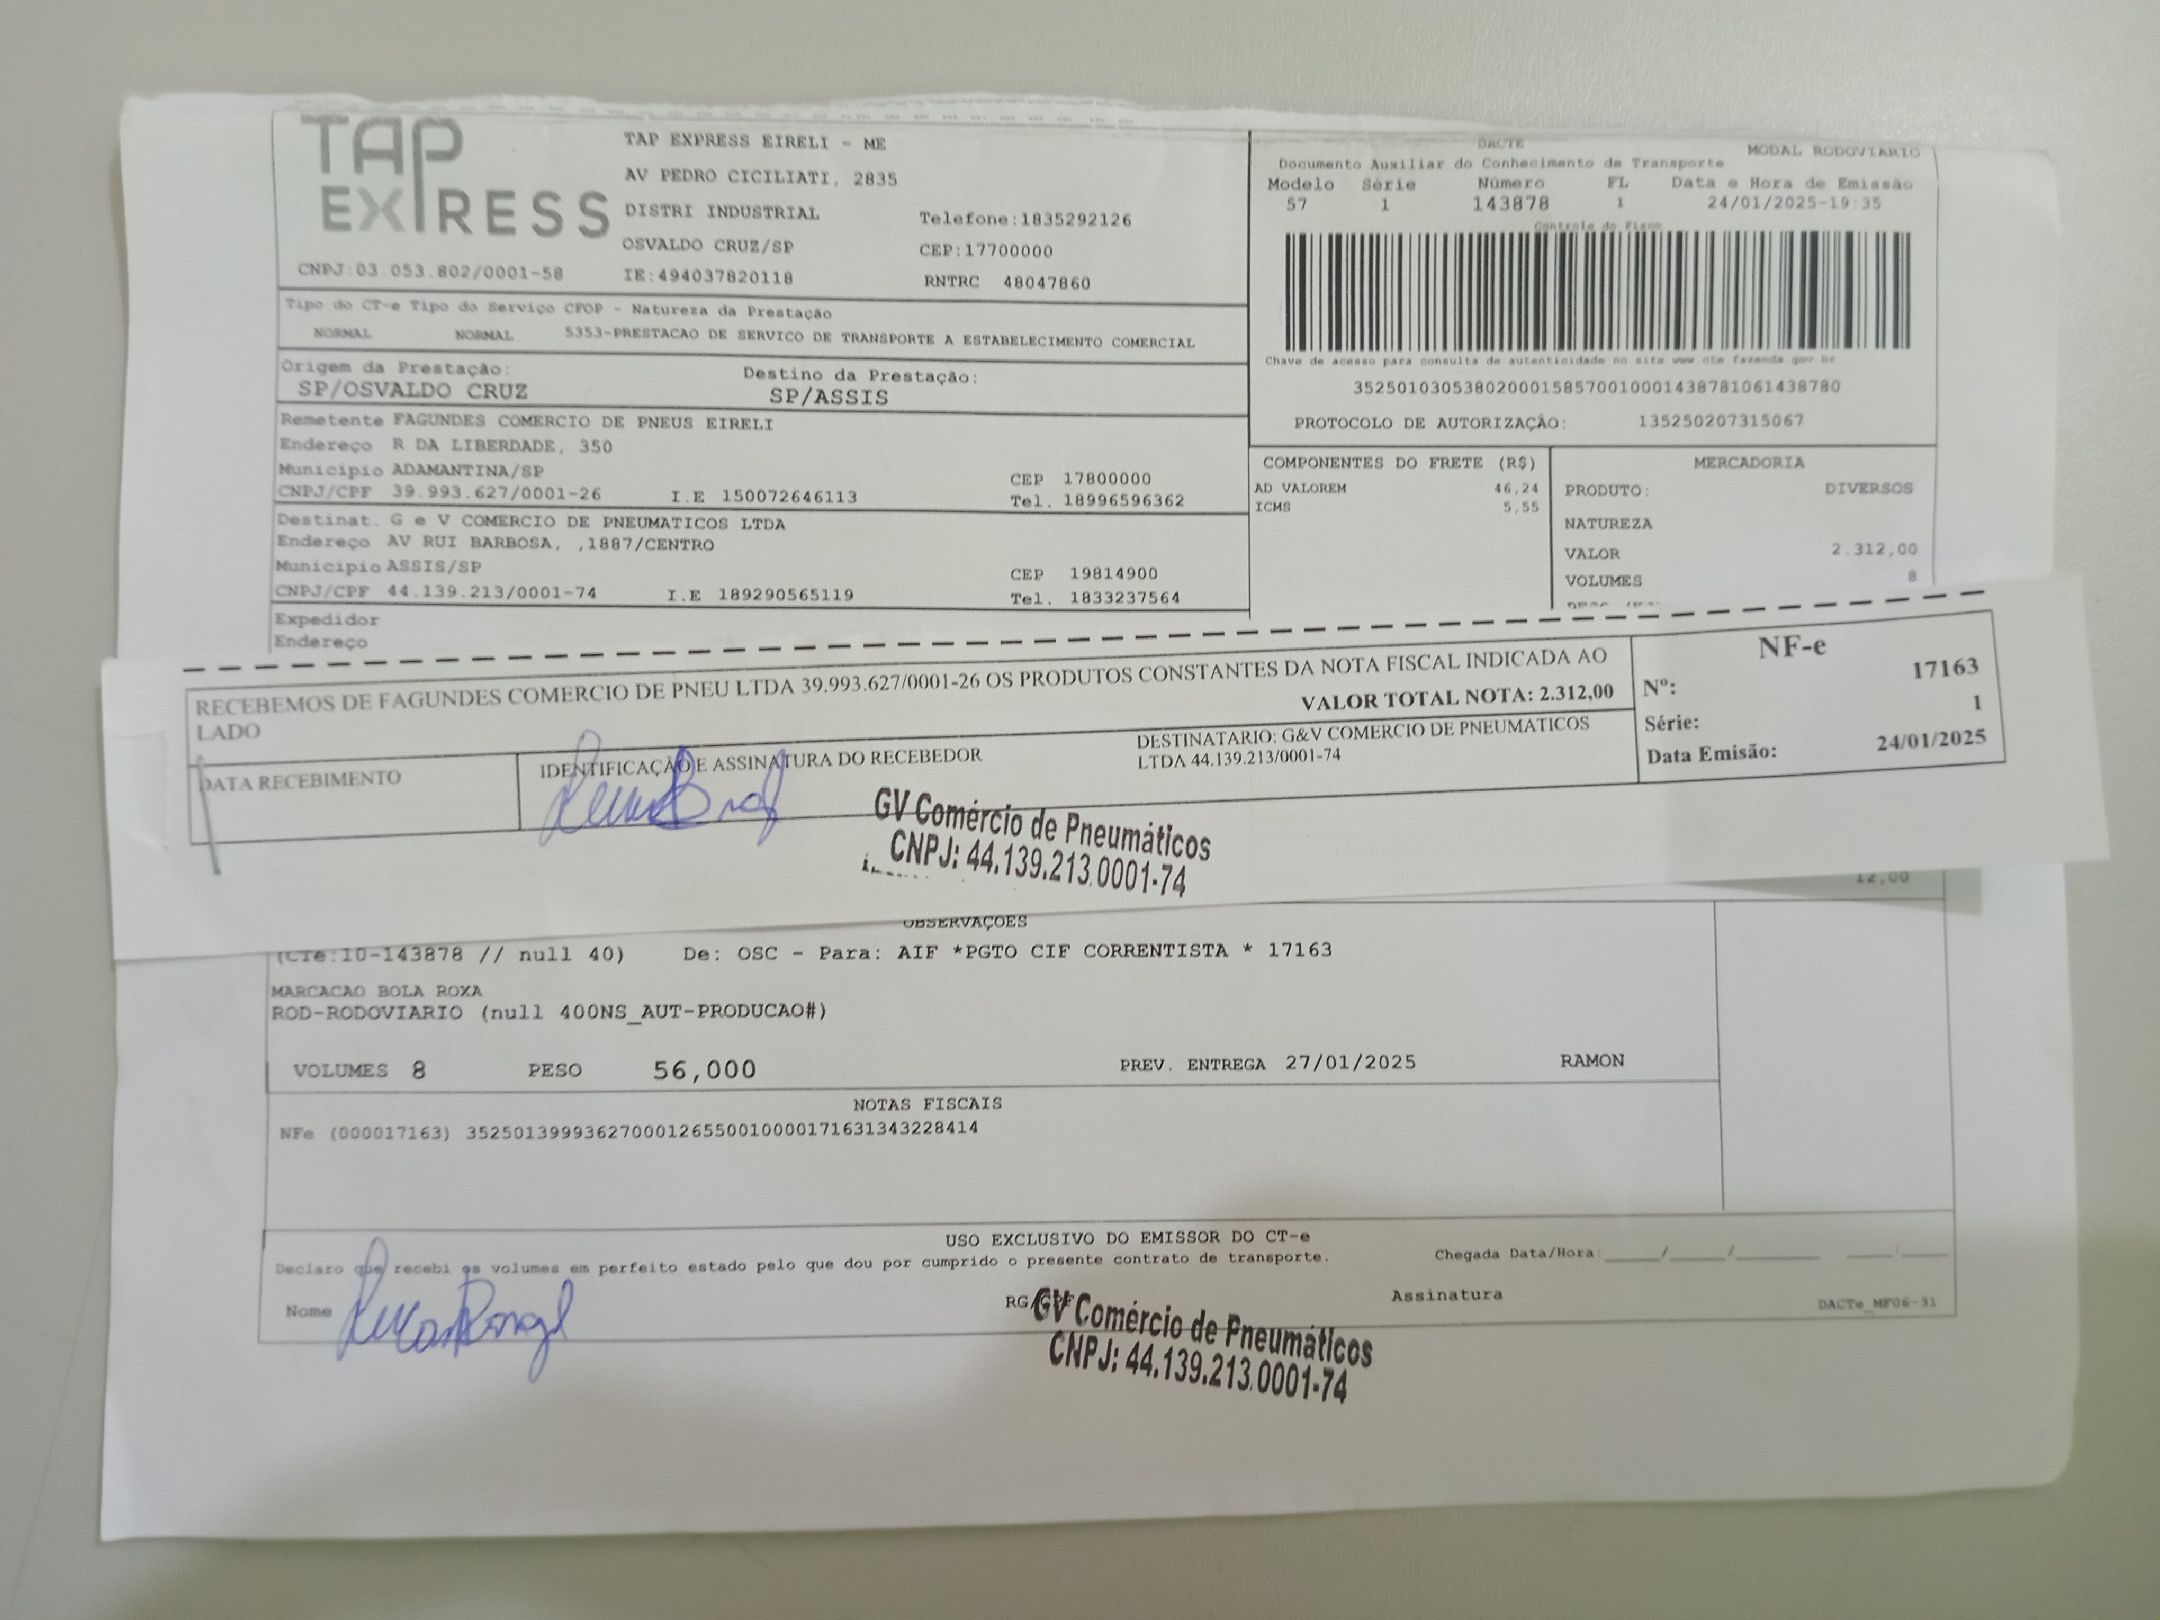 TAP EXPRESS
TAP EXPRESS EIRELI - ME
AV PEDRO CICILIATI, 2835
DISTRI INDUSTRIAL Telefone:1835292126
OSVALDO CRUZ/SP CEP:17700000
CNPJ:03.053.802/0001-58 IE:494037820118 RNTRC 48047860
DACTE MODAL RODOVIARIO
Documento Auxiliar do Conhecimento de Transporte
Modelo Série Número FL Data e Hora de Emissão
57 1 143878 1 24/01/2025-19:35
Controle do Fisco
Chave de acesso para consulta de autenticidade no site www.cte.fazenda.gov.br
35250103053802000158570010001438781061438780
PROTOCOLO DE AUTORIZAÇÃO: 135250207315067
Tipo do CT-e Tipo do Serviço CFOP - Natureza da Prestação
NORMAL NORMAL 5353-PRESTACAO DE SERVICO DE TRANSPORTE A ESTABELECIMENTO COMERCIAL
Origem da Prestação: Destino da Prestação:
SP/OSVALDO CRUZ SP/ASSIS
Remetente FAGUNDES COMERCIO DE PNEUS EIRELI
Endereço R DA LIBERDADE, 350
Municipio ADAMANTINA/SP CEP 17800000
CNPJ/CPF 39.993.627/0001-26 I.E 150072646113 Tel. 18996596362
Destinat. G e V COMERCIO DE PNEUMATICOS LTDA
Endereço AV RUI BARBOSA, ,1887/CENTRO
Municipio ASSIS/SP CEP 19814900
CNPJ/CPF 44.139.213/0001-74 I.E 189290565119 Tel. 1833237564
Expedidor
Endereço
COMPONENTES DO FRETE (R$)
AD VALOREM 46,24
ICMS 5,55
MERCADORIA
PRODUTO: DIVERSOS
NATUREZA
VALOR 2.312,00
VOLUMES 8
RECEBEMOS DE FAGUNDES COMERCIO DE PNEU LTDA 39.993.627/0001-26 OS PRODUTOS CONSTANTES DA NOTA FISCAL INDICADA AO
LADO VALOR TOTAL NOTA: 2.312,00
DATA RECEBIMENTO
IDENTIFICAÇÃO E ASSINATURA DO RECEBEDOR
DESTINATARIO: G&V COMERCIO DE PNEUMATICOS
LTDA 44.139.213/0001-74
NF-e
Nº: 17163
Série: 1
Data Emisão: 24/01/2025
GV Comércio de Pneumáticos
CNPJ: 44.139.213.0001-74
12,00
OBSERVAÇOES
(CTe:10-143878 // null 40) De: OSC - Para: AIF *PGTO CIF CORRENTISTA * 17163
MARCACAO BOLA ROXA
ROD-RODOVIARIO (null 400NS_AUT-PRODUCAO#)
VOLUMES 8 PESO 56,000 PREV. ENTREGA 27/01/2025 RAMON
NOTAS FISCAIS
NFe (000017163) 35250139993627000126550010000171631343228414
USO EXCLUSIVO DO EMISSOR DO CT-e
Declaro que recebi os volumes em perfeito estado pelo que dou por cumprido o presente contrato de transporte. Chegada Data/Hora:____/____/____ ____:____
Nome RG/CPF Assinatura DACTe_MF06-31
GV Comércio de Pneumáticos
CNPJ: 44.139.213.0001-74